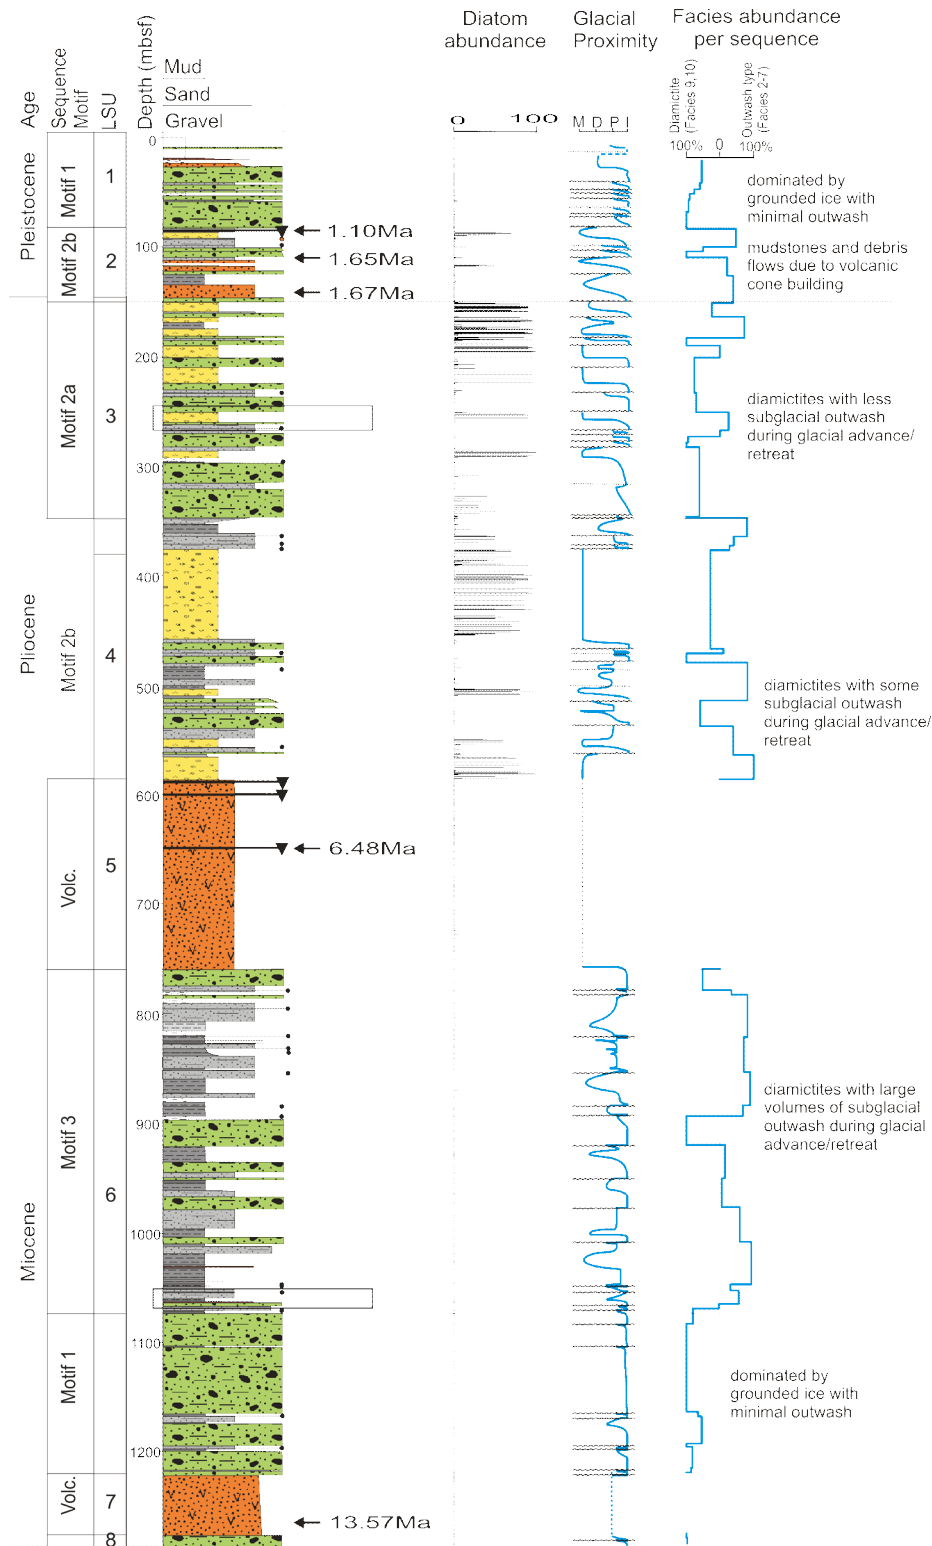 Age
Sequence
Motif
LSU
Depth (mbsf)
Mud
Sand
Gravel
Diatom
abundance
0 100
Glacial
Proximity
M D P I
Facies abundance
per sequence
Diamictite
(Facies 9,10)
Outwash type
(Facies 2-7)
100% 0 100%
Pleistocene
Pliocene
Miocene
Motif 1
Motif 2b
Motif 2a
Motif 2b
Volc.
Motif 3
Motif 1
Volc.
1
2
3
4
5
6
7
8
0
100
200
300
400
500
600
700
800
900
1000
1100
1200
1.10Ma
1.65Ma
1.67Ma
6.48Ma
13.57Ma
dominated by
grounded ice with
minimal outwash
mudstones and debris
flows due to volcanic
cone building
diamictites with less
subglacial outwash
during glacial advance/
retreat
diamictites with some
subglacial outwash
during glacial advance/
retreat
diamictites with large
volumes of subglacial
outwash during glacial
advance/retreat
dominated by
grounded ice with
minimal outwash